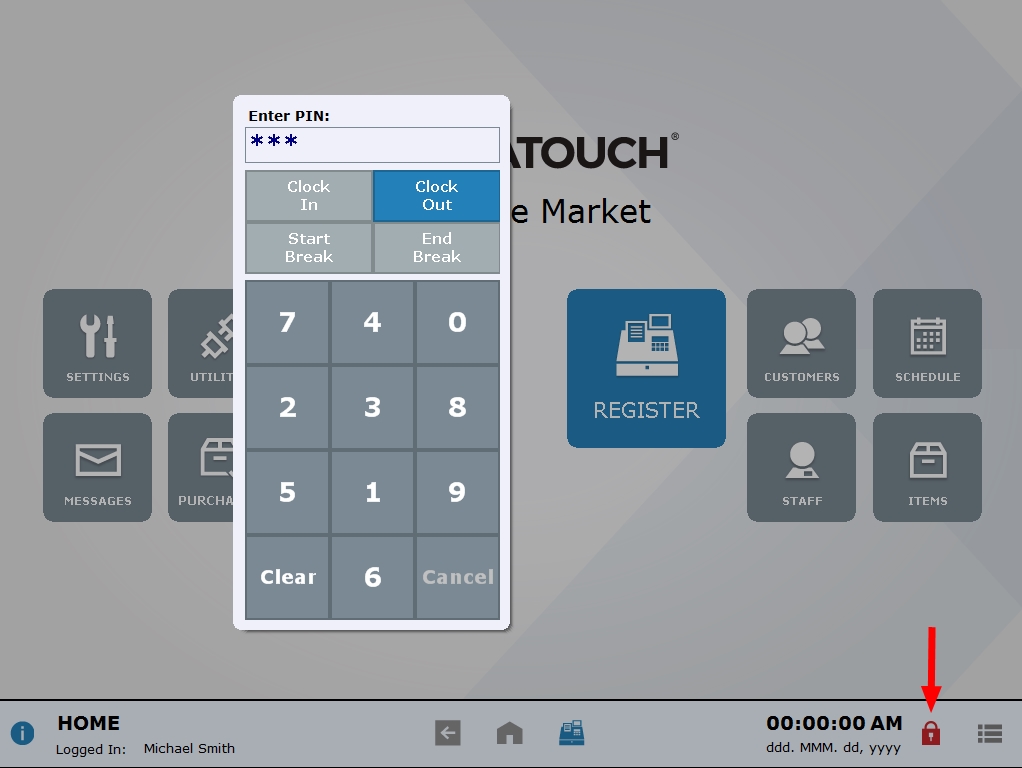 Enter PIN:
***
Clock
In
Clock
Out
Start
Break
End
Break
7 4 0
2 3 8
5 1 9
Clear 6 Cancel
ATOUCH®
e Market
SETTINGS
UTILIT
MESSAGES
PURCHA
REGISTER
CUSTOMERS
SCHEDULE
STAFF
ITEMS
HOME
Logged In: Michael Smith
00:00:00 AM
ddd. MMM. dd, yyyy